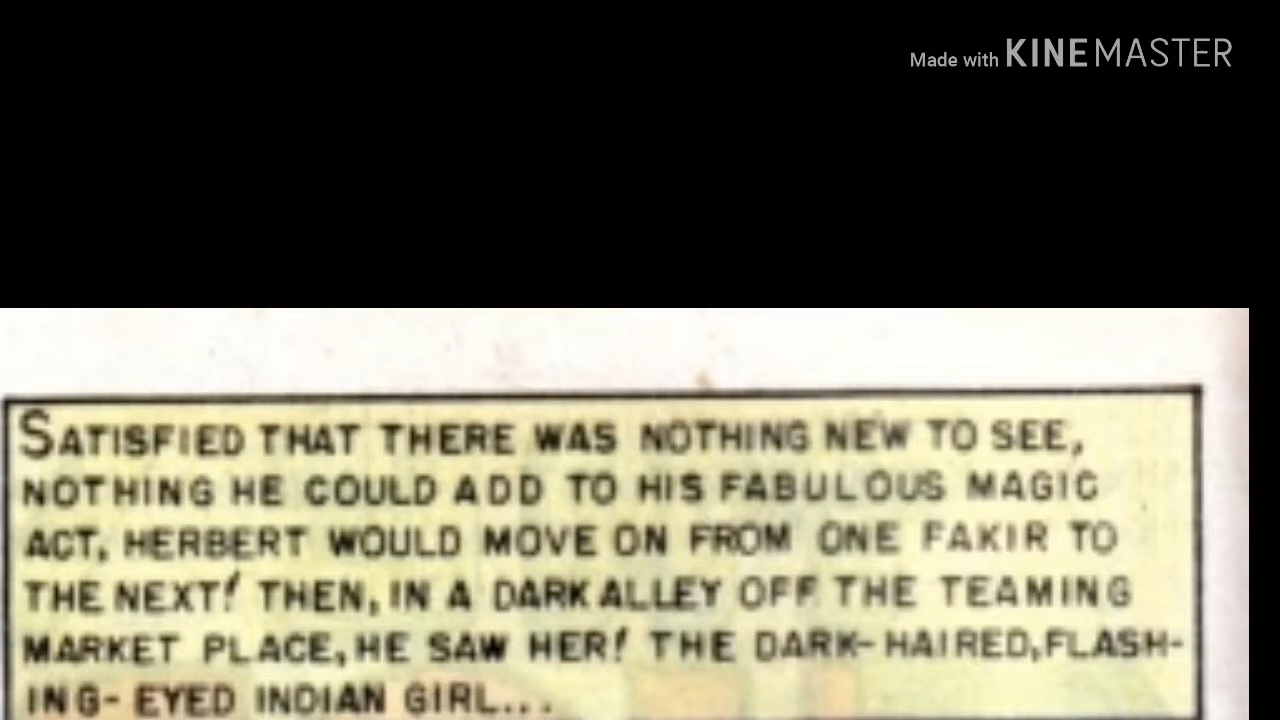 Made with KINEMASTER
SATISFIED THAT THERE WAS NOTHING NEW TO SEE,
NOTHING HE COULD ADD TO HIS FABULOUS MAGIC
ACT, HERBERT WOULD MOVE ON FROM ONE FAKIR TO
THE NEXT! THEN, IN A DARK ALLEY OFF THE TEAMING
MARKET PLACE, HE SAW HER! THE DARK-HAIRED, FLASH-
ING-EYED INDIAN GIRL...